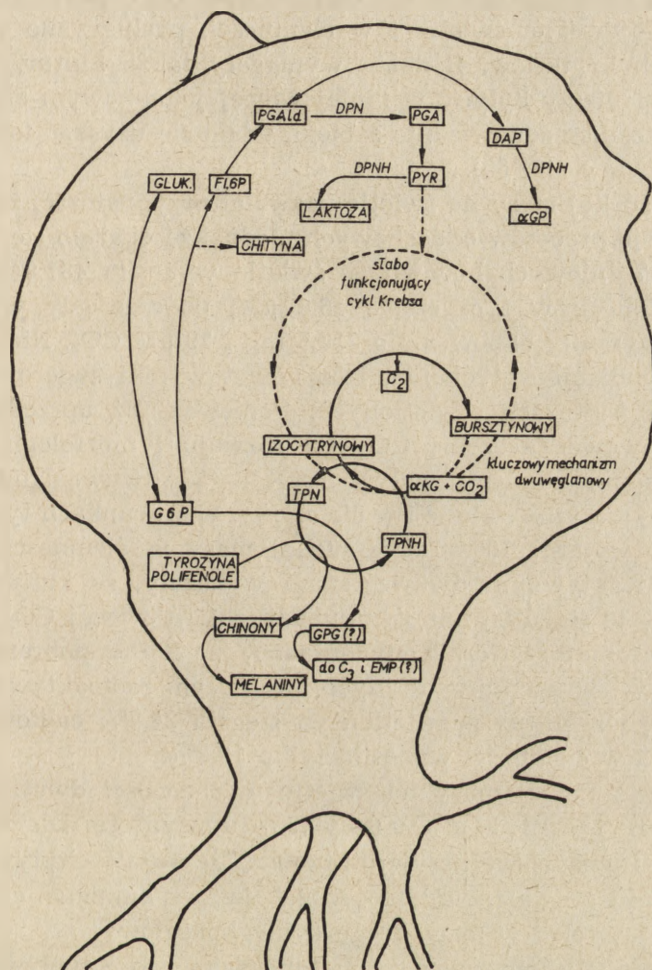 PGAld
DPN
PGA
DAP
DPNH
GLUK.
F1.6P
DPNH
PYR
LAKTOZA
αGP
CHITYNA
słabo
funkcjonujący
cykl Krebsa
C2
BURSZTYNOWY
IZOCYTRYNOWY
kluczowy mechanizm
dwuwęglanowy
αKG + CO2
TPN
G6P
TPNH
TYROZYNA
POLIFENOLE
CHINONY
GPG (?)
do C3 i EMP (?)
MELANINY